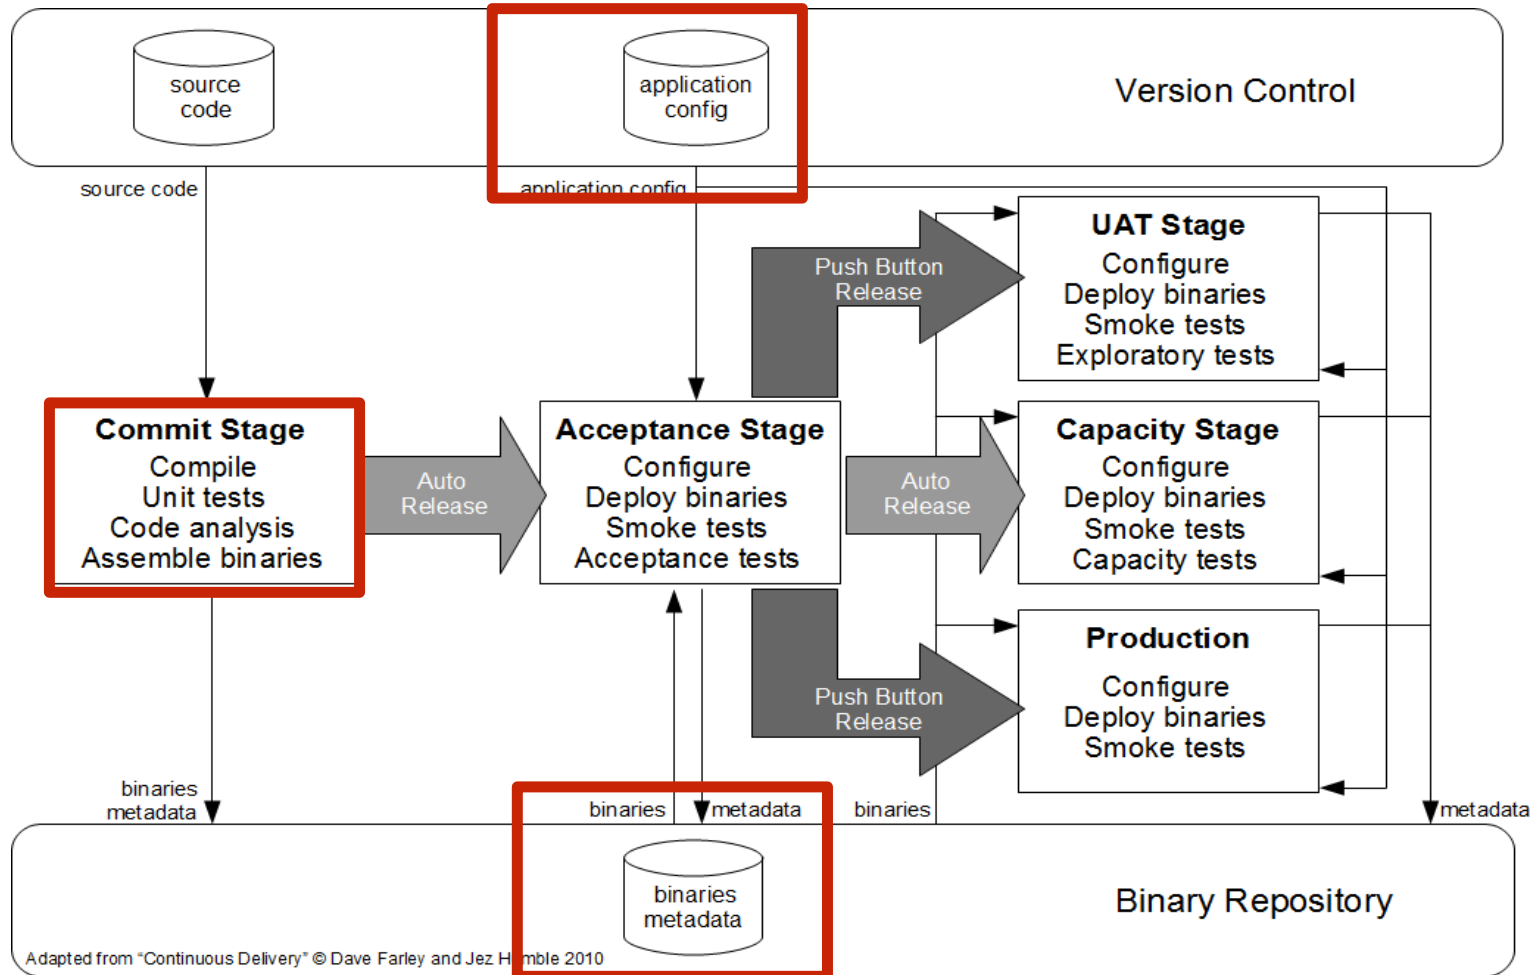 source
code
application
config
Version Control
source code
application config
UAT Stage
Configure
Deploy binaries
Smoke tests
Exploratory tests
Push Button
Release
Commit Stage
Compile
Unit tests
Code analysis
Assemble binaries
Auto
Release
Acceptance Stage
Configure
Deploy binaries
Smoke tests
Acceptance tests
Auto
Release
Capacity Stage
Configure
Deploy binaries
Smoke tests
Capacity tests
Push Button
Release
Production
Configure
Deploy binaries
Smoke tests
binaries
metadata
binaries
metadata
binaries
metadata
binaries
metadata
Binary Repository
Adapted from “Continuous Delivery” © Dave Farley and Jez Humble 2010